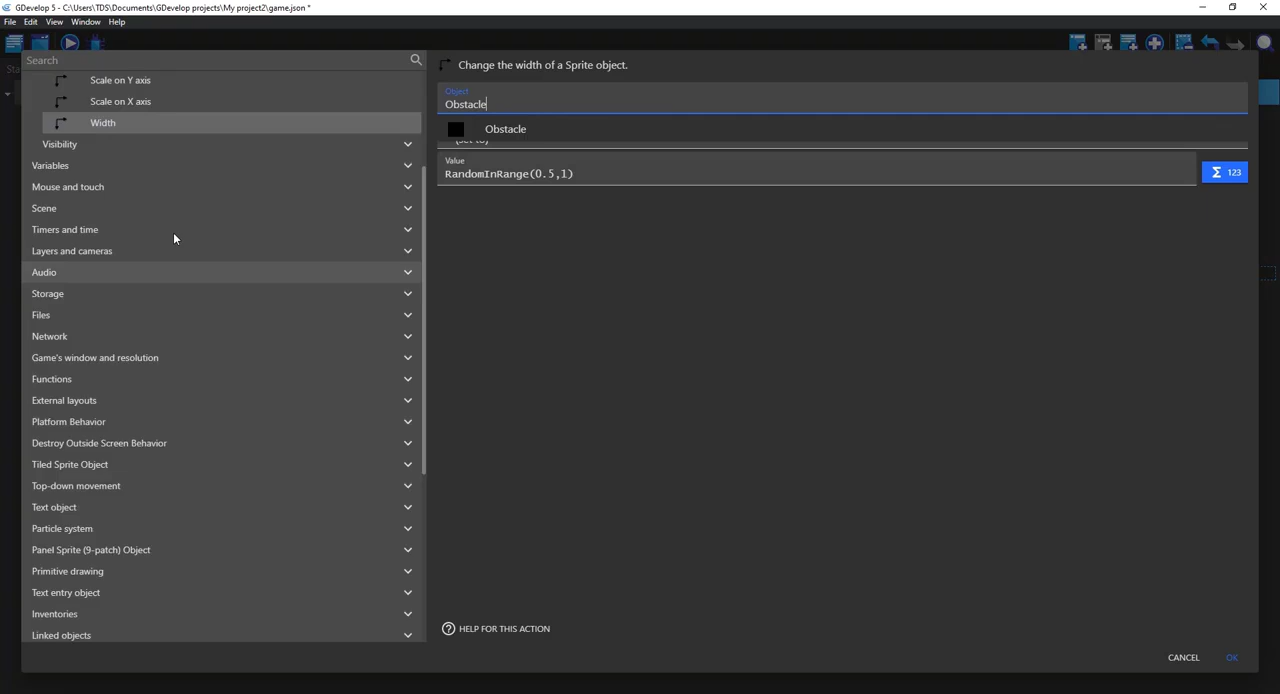 GDevelop 5 - C:\Users\TDS\Documents\GDevelop projects\My project2\game.json *
File Edit View Window Help
Search
Scale on Y axis
Scale on X axis
Width
Visibility
Variables
Mouse and touch
Scene
Timers and time
Layers and cameras
Audio
Storage
Files
Network
Game's window and resolution
Functions
External layouts
Platform Behavior
Destroy Outside Screen Behavior
Tiled Sprite Object
Top-down movement
Text object
Particle system
Panel Sprite (9-patch) Object
Primitive drawing
Text entry object
Inventories
Linked objects
Change the width of a Sprite object.
Object
Obstacle
Obstacle
Value
RandomInRange(0.5,1)
Σ 123
HELP FOR THIS ACTION
CANCEL OK